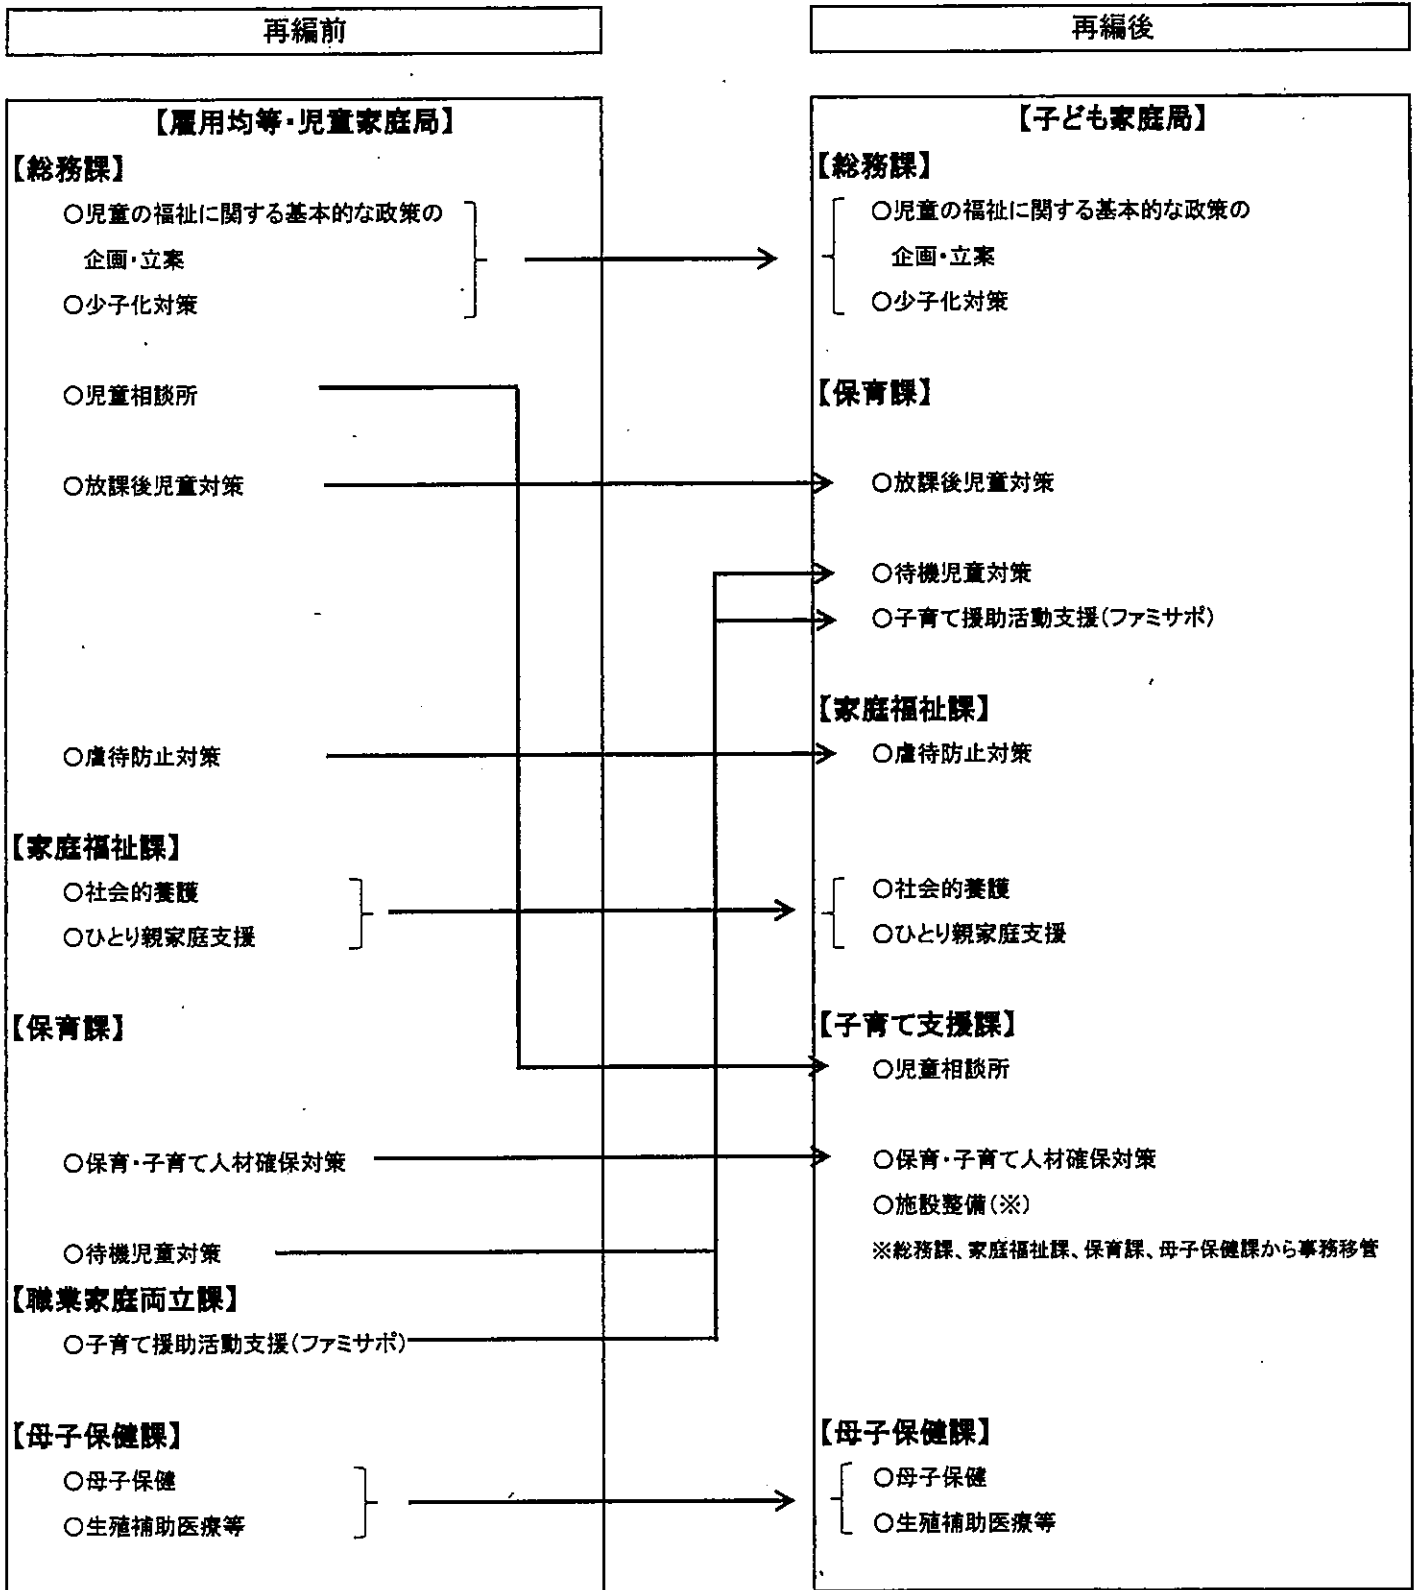 再編前
【雇用均等・児童家庭局】
【総務課】
○児童の福祉に関する基本的な政策の
企画・立案
○少子化対策
○児童相談所
○放課後児童対策
○虐待防止対策
【家庭福祉課】
○社会的養護
○ひとり親家庭支援
【保育課】
○保育・子育て人材確保対策
○待機児童対策
【職業家庭両立課】
○子育て援助活動支援(ファミサポ)
【母子保健課】
○母子保健
○生殖補助医療等
再編後
【子ども家庭局】
【総務課】
○児童の福祉に関する基本的な政策の
企画・立案
○少子化対策
【保育課】
○放課後児童対策
○待機児童対策
○子育て援助活動支援(ファミサポ)
【家庭福祉課】
○虐待防止対策
○社会的養護
○ひとり親家庭支援
【子育て支援課】
○児童相談所
○保育・子育て人材確保対策
○施設整備(※)
※総務課、家庭福祉課、保育課、母子保健課から事務移管
【母子保健課】
○母子保健
○生殖補助医療等